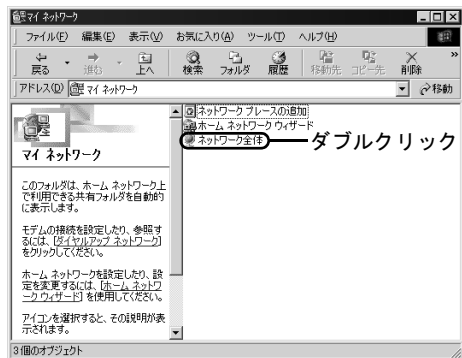 マイ ネットワーク
ファイル(F) 編集(E) 表示(V) お気に入り(A) ツール(T) ヘルプ(H)
戻る 進む 上へ 検索 フォルダ 履歴 移動先 コピー先 削除 »
アドレス(D) マイ ネットワーク 移動
マイ ネットワーク
このフォルダは、ホーム ネットワーク上
で利用できる共有フォルダを自動的
に表示します。
モデムの接続を設定したり、参照す
るには、[ダイヤルアップ ネットワーク]
をクリックしてください。
ホーム ネットワークを設定したり、設
定を変更するには、[ホーム ネットワ
ーク ウィザード] を使用してください。
アイコンを選択すると、その説明が表
示されます。
ネットワーク プレースの追加
ホーム ネットワーク ウィザード
ネットワーク全体
ダブルクリック
3 個のオブジェクト